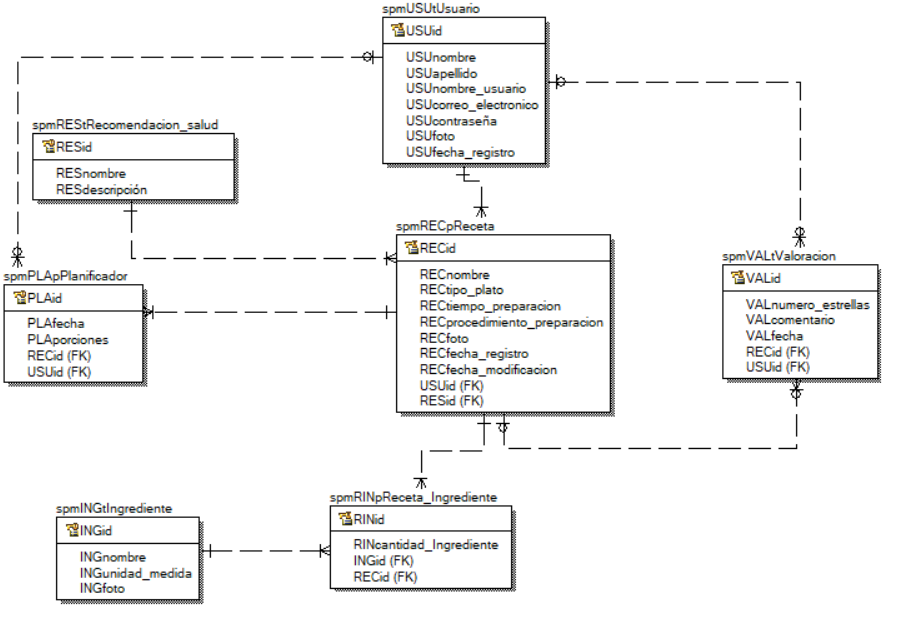 spmUSUtUsuario
USUid
USUnombre
USUapellido
USUnombre_usuario
USUcorreo_electronico
USUcontraseña
USUfoto
USUfecha_registro
spmREStRecomendacion_salud
RESid
RESnombre
RESdescripción
spmRECpReceta
RECid
RECnombre
RECtipo_plato
RECtiempo_preparacion
RECprocedimiento_preparacion
RECfoto
RECfecha_registro
RECfecha_modificacion
USUid (FK)
RESid (FK)
spmPLApPlanificador
PLAid
PLAfecha
PLAporciones
RECid (FK)
USUid (FK)
spmVALtValoracion
VALid
VALnumero_estrellas
VALcomentario
VALfecha
RECid (FK)
USUid (FK)
spmINGtIngrediente
INGid
INGnombre
INGunidad_medida
INGfoto
spmRINpReceta_Ingrediente
RINid
RINcantidad_Ingrediente
INGid (FK)
RECid (FK)